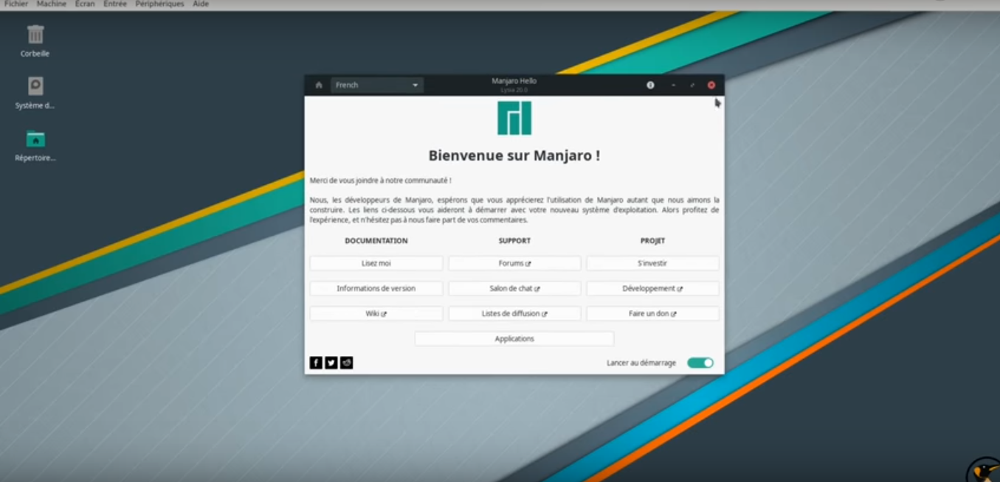 Fichier Machine Écran Entrée Périphériques Aide
Corbeille
Système d...
Répertoire...
French
Manjaro Hello
Lysia 20.0
Bienvenue sur Manjaro !
Merci de vous joindre à notre communauté !
Nous, les développeurs de Manjaro, espérons que vous apprécierez l'utilisation de Manjaro autant que nous aimons la
construire. Les liens ci-dessous vous aideront à démarrer avec votre nouveau système d'exploitation. Alors profitez de
l'expérience, et n'hésitez pas à nous faire part de vos commentaires.
DOCUMENTATION SUPPORT PROJET
Lisez moi Forums S'investir
Informations de version Salon de chat Développement
Wiki Listes de diffusion Faire un don
Applications
Lancer au démarrage